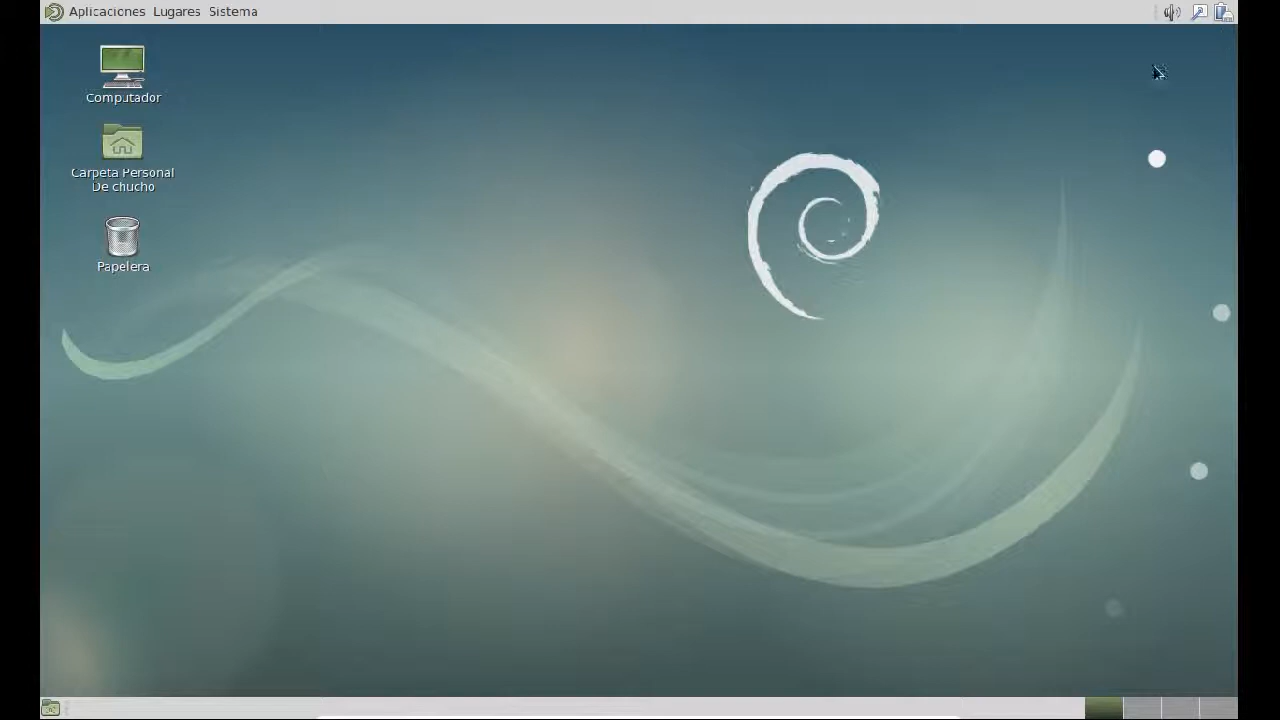 Aplicaciones Lugares Sistema
Computador
Carpeta Personal
De chucho
Papelera